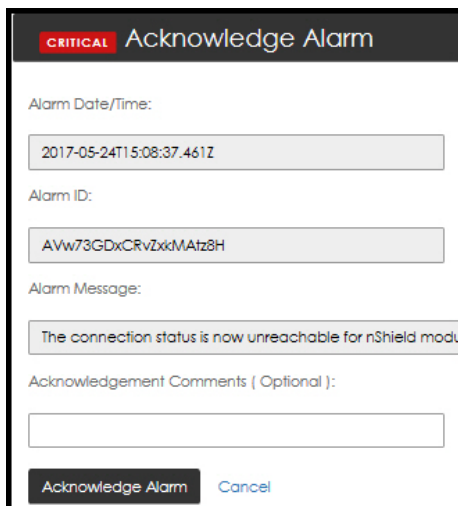 CRITICAL Acknowledge Alarm
Alarm Date/Time:
2017-05-24T15:08:37.461Z
Alarm ID:
AVw73GDxCRvZxkMAtz8H
Alarm Message:
The connection status is now unreachable for nShield modu
Acknowledgement Comments ( Optional ):
Acknowledge Alarm Cancel